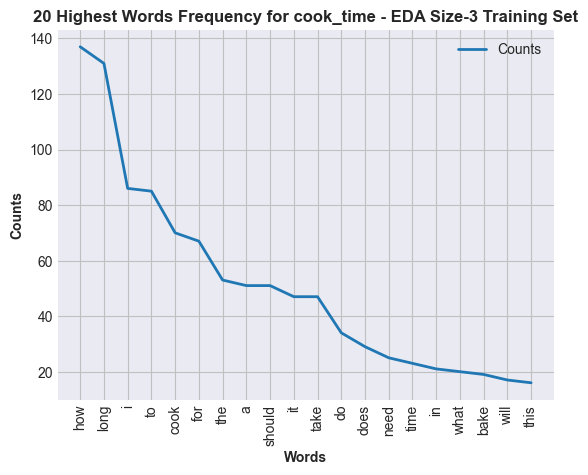 20 Highest Words Frequency for cook_time - EDA Size-3 Training Set
Counts
140
120
100
80
60
40
20
Counts
how
long
i
to
cook
for
the
a
should
it
take
do
does
need
time
in
what
bake
will
this
Words